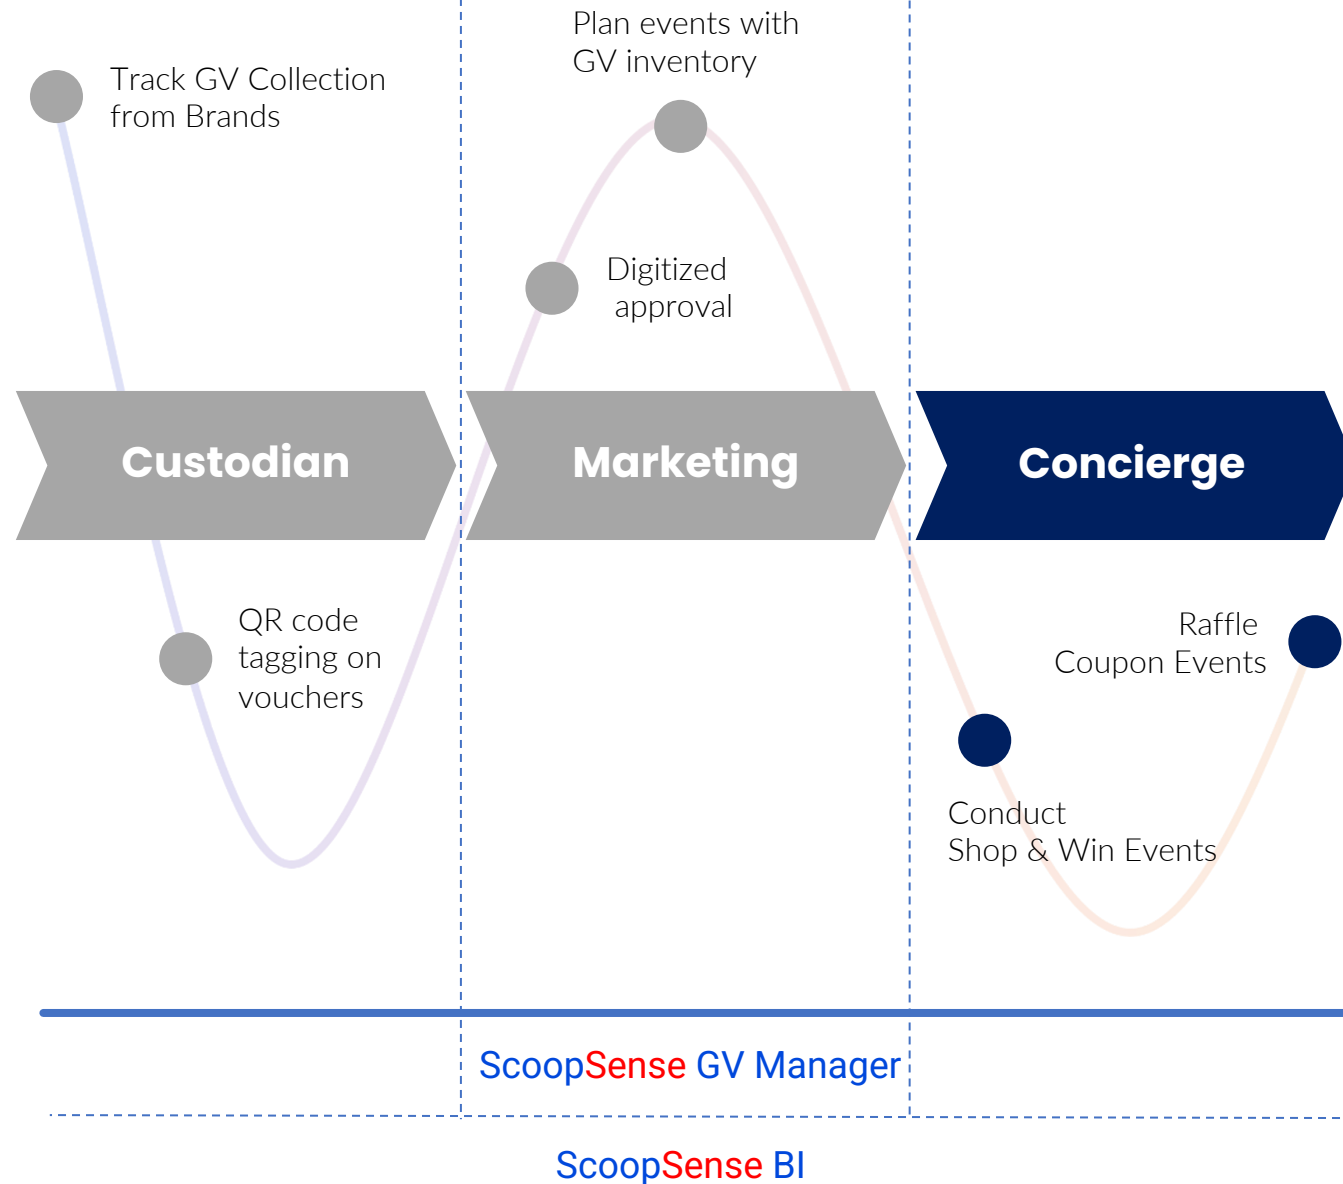 Plan events with
GV inventory
Track GV Collection
from Brands
Digitized
approval
Custodian
Marketing
Concierge
QR code
tagging on
vouchers
Raffle
Coupon Events
Conduct
Shop & Win Events
ScoopSense GV Manager
ScoopSense BI